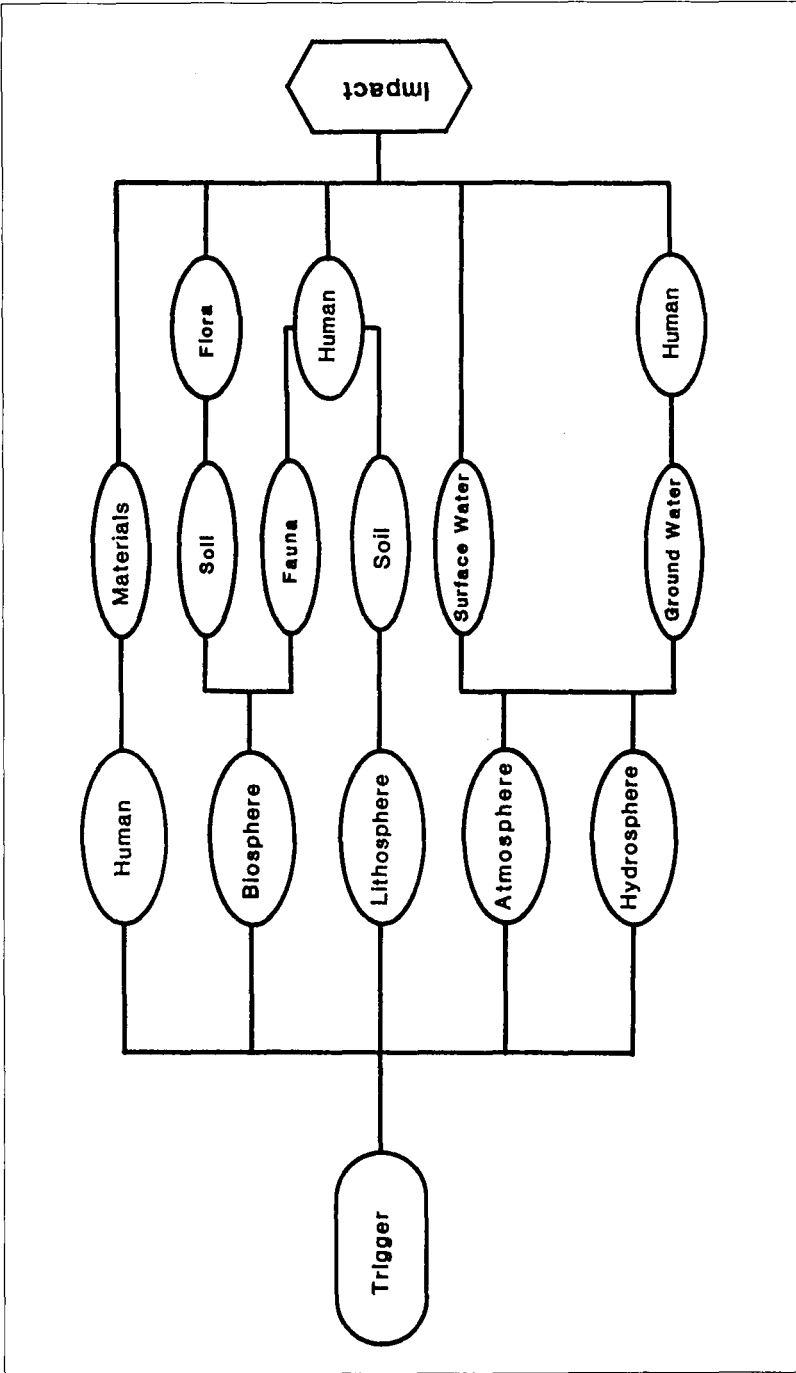 Trigger
Human
Biosphere
Lithosphere
Atmosphere
Hydrosphere
Materials
Soil
Fauna
Soil
Surface Water
Ground Water
Flora
Human
Human
Impact